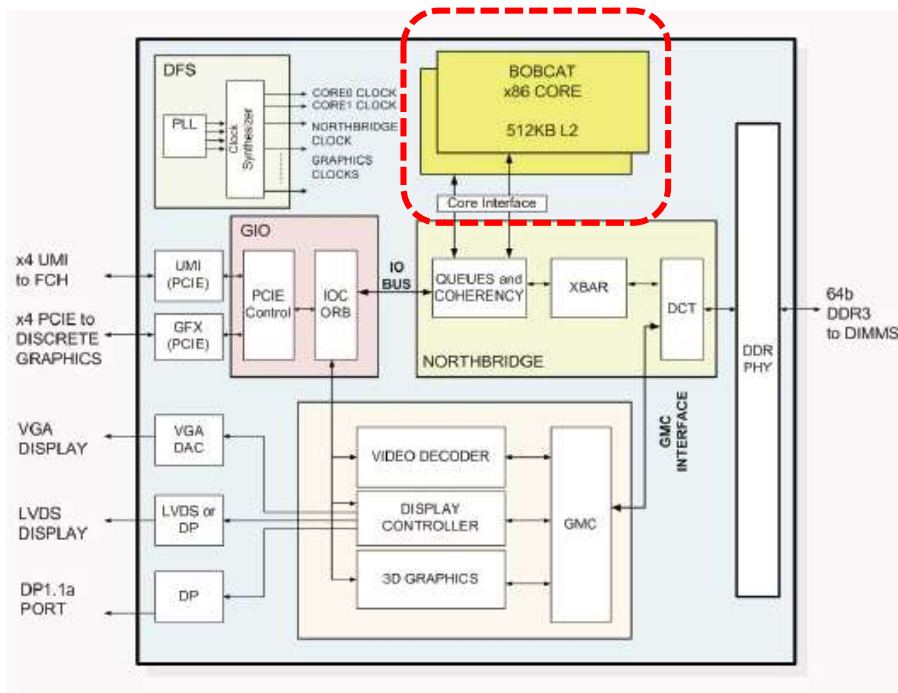 DFS
PLL
Clock
Synthesizer
CORE0 CLOCK
CORE1 CLOCK
NORTHBRIDGE
CLOCK
GRAPHICS
CLOCKS
BOBCAT
x86 CORE
512KB L2
Core Interface
GIO
x4 UMI
to FCH
UMI
(PCIE)
PCIE
Control
IOC
ORB
IO
BUS
QUEUES and
COHERENCY
XBAR
DCT
NORTHBRIDGE
x4 PCIE to
DISCRETE
GRAPHICS
GFX
(PCIE)
DDR
PHY
64b
DDR3
to DIMMS
GMC
INTERFACE
VGA
DISPLAY
VGA
DAC
VIDEO DECODER
LVDS
DISPLAY
LVDS or
DP
DISPLAY
CONTROLLER
GMC
DP1.1a
PORT
DP
3D GRAPHICS